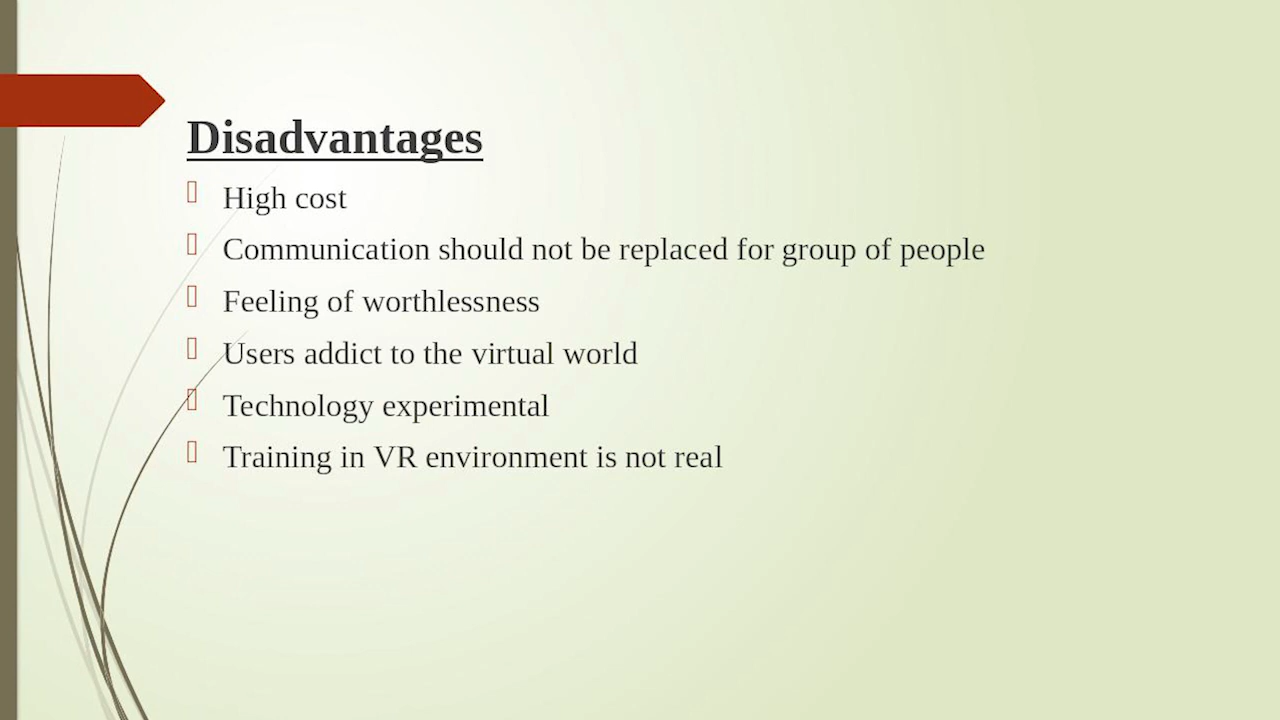 Disadvantages
High cost
Communication should not be replaced for group of people
Feeling of worthlessness
Users addict to the virtual world
Technology experimental
Training in VR environment is not real